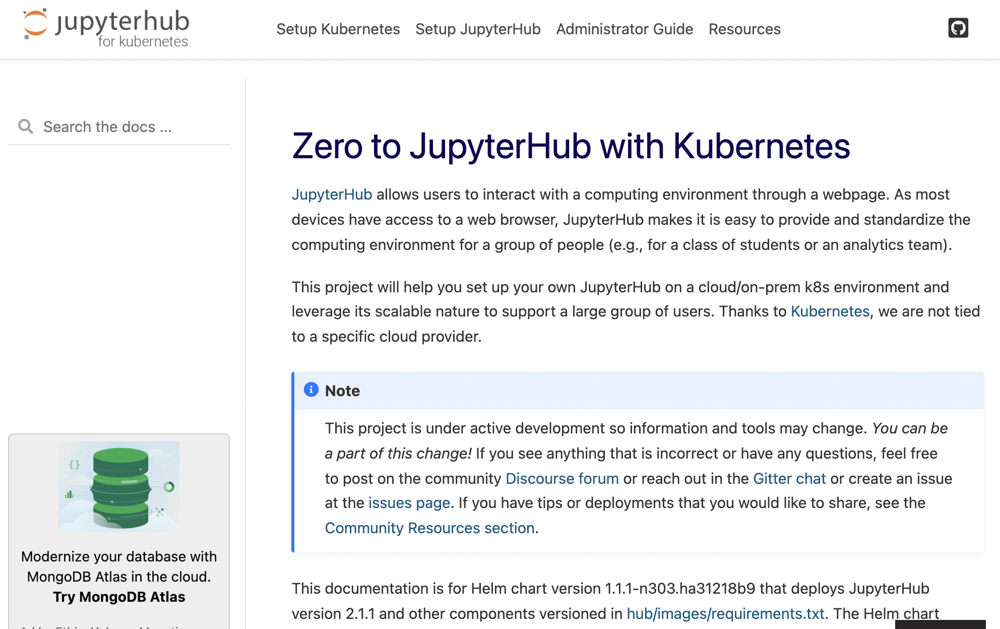 jupyterhub
for kubernetes
Setup Kubernetes Setup JupyterHub Administrator Guide Resources
Search the docs ...
Zero to JupyterHub with Kubernetes
JupyterHub allows users to interact with a computing environment through a webpage. As most
devices have access to a web browser, JupyterHub makes it is easy to provide and standardize the
computing environment for a group of people (e.g., for a class of students or an analytics team).
This project will help you set up your own JupyterHub on a cloud/on-prem k8s environment and
leverage its scalable nature to support a large group of users. Thanks to Kubernetes, we are not tied
to a specific cloud provider.
Note
This project is under active development so information and tools may change. You can be
a part of this change! If you see anything that is incorrect or have any questions, feel free
to post on the community Discourse forum or reach out in the Gitter chat or create an issue
at the issues page. If you have tips or deployments that you would like to share, see the
Community Resources section.
This documentation is for Helm chart version 1.1.1-n303.ha31218b9 that deploys JupyterHub
version 2.1.1 and other components versioned in hub/images/requirements.txt. The Helm chart
{}
Modernize your database with
MongoDB Atlas in the cloud.
Try MongoDB Atlas